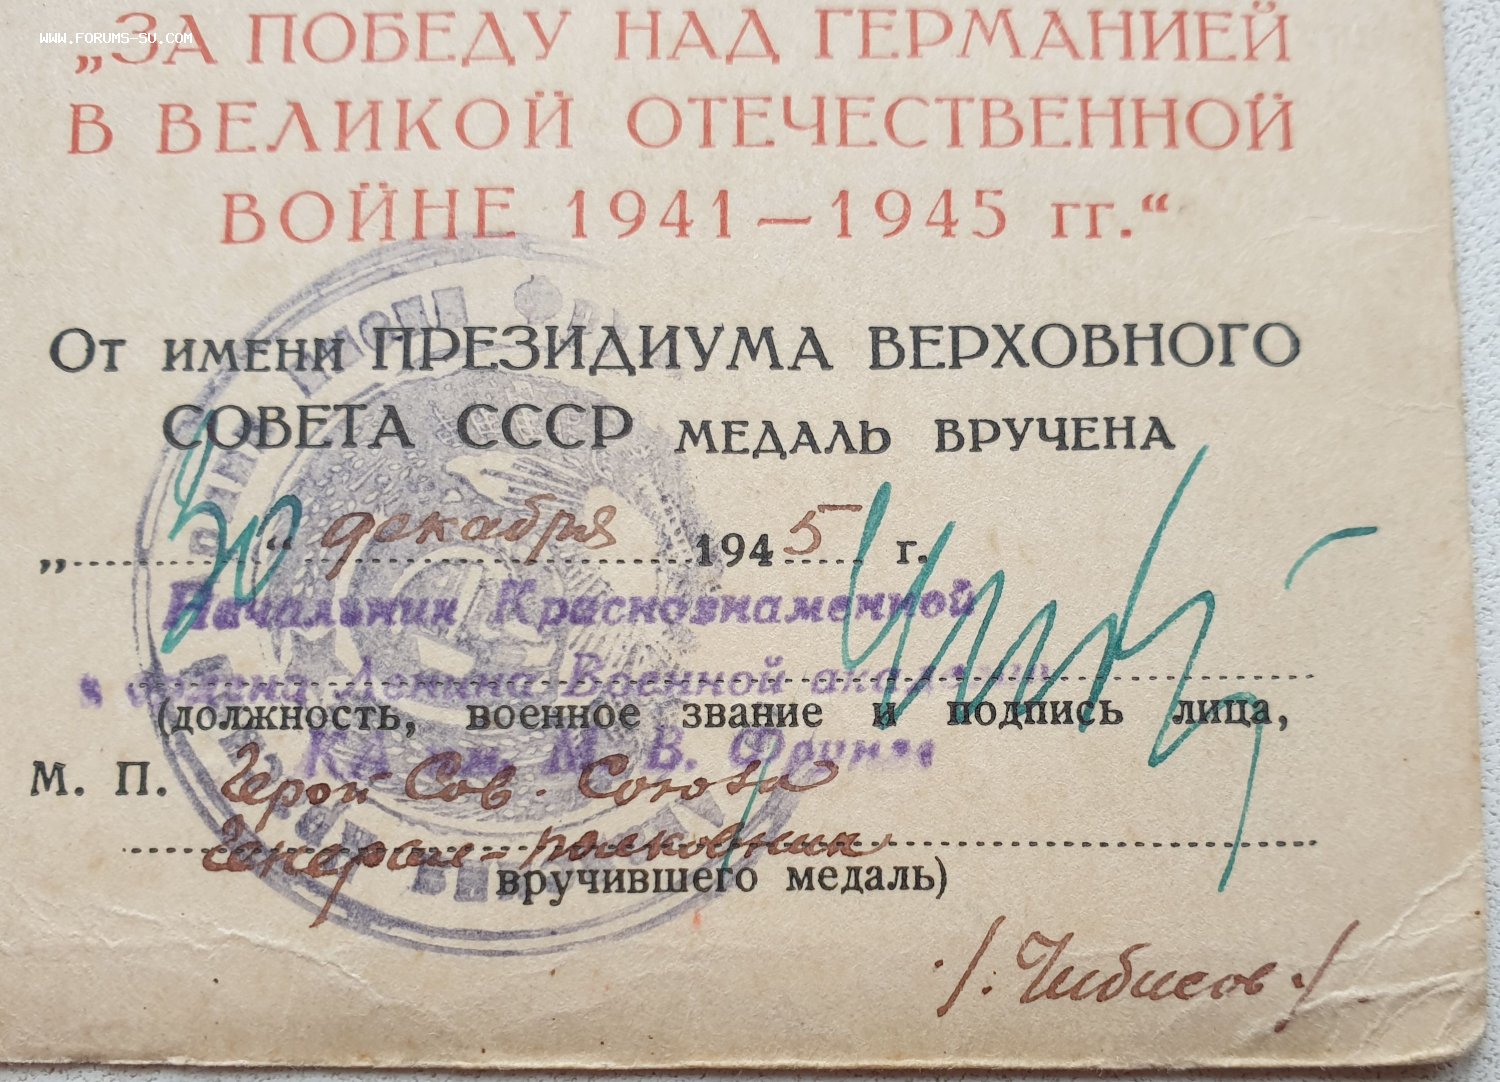 WWW.FORUMS-SU.COM
„ЗА ПОБЕДУ НАД ГЕРМАНИЕЙ
В ВЕЛИКОЙ ОТЕЧЕСТВЕННОЙ
ВОЙНЕ 1941—1945 гг.“
От имени ПРЕЗИДИУМА ВЕРХОВНОГО
СОВЕТА СССР МЕДАЛЬ ВРУЧЕНА
„30“ декабря 1945 г.
Начальник Краснознаменной
и ордена Ленина Военной академии
(должность, военное звание и подпись лица,
КА им. М. В. Фрунзе
М. П. Герой Сов. Союза
Генерал-полковник
вручившего медаль)
/. Чибисов./